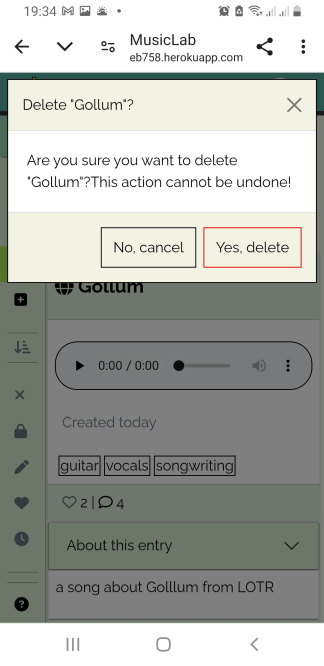 19:34
MusicLab
eb758.herokuapp.com
Delete "Gollum"?
Are you sure you want to delete
"Gollum"?This action cannot be undone!
No, cancel
Yes, delete
Gollum
0:00 / 0:00
Created today
guitar vocals songwriting
2 | 4
About this entry
a song about Golllum from LOTR